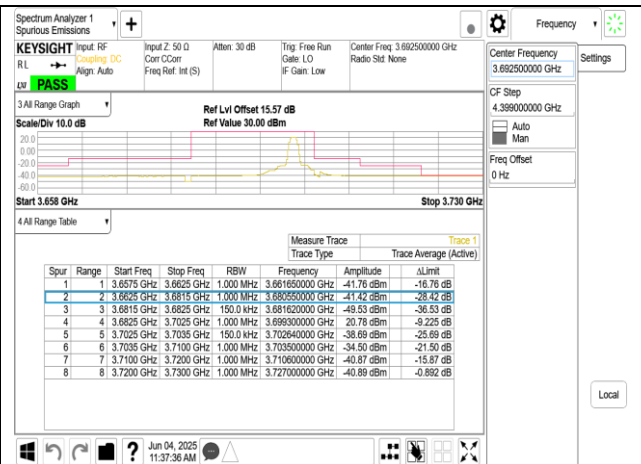 Spectrum Analyzer 1
Spurious Emissions
Frequency
KEYSIGHT
Input: RF
Input Z: 50 Ω
Atten: 30 dB
Trig: Free Run
Center Freq: 3.692500000 GHz
RL
Coupling: DC
Corr CCorr
Gate: LO
Radio Std: None
Align: Auto
Freq Ref: Int (S)
IF Gain: Low
LXI
PASS
Center Frequency
3.692500000 GHz
Settings
CF Step
4.399000000 GHz
Auto
Man
Freq Offset
0 Hz
3 All Range Graph
Ref Lvl Offset 15.57 dB
Scale/Div 10.0 dB
Ref Value 30.00 dBm
20.0
0.00
-20.0
-40.0
-60.0
Start 3.658 GHz
Stop 3.730 GHz
4 All Range Table
Measure Trace Trace 1
Trace Type Trace Average (Active)
Spur Range Start Freq Stop Freq RBW Frequency Amplitude ΔLimit
1 1 3.6575 GHz 3.6625 GHz 1.000 MHz 3.661650000 GHz -41.76 dBm -16.76 dB
2 2 3.6625 GHz 3.6815 GHz 1.000 MHz 3.680550000 GHz -41.42 dBm -28.42 dB
3 3 3.6815 GHz 3.6825 GHz 150.0 kHz 3.681620000 GHz -49.53 dBm -36.53 dB
4 4 3.6825 GHz 3.7025 GHz 1.000 MHz 3.699300000 GHz 20.78 dBm -9.225 dB
5 5 3.7025 GHz 3.7035 GHz 150.0 kHz 3.702640000 GHz -38.69 dBm -25.69 dB
6 6 3.7035 GHz 3.7100 GHz 1.000 MHz 3.703500000 GHz -34.50 dBm -21.50 dB
7 7 3.7100 GHz 3.7200 GHz 1.000 MHz 3.710600000 GHz -40.87 dBm -15.87 dB
8 8 3.7200 GHz 3.7300 GHz 1.000 MHz 3.727000000 GHz -40.89 dBm -0.892 dB
Local
Jun 04, 2025
11:37:36 AM